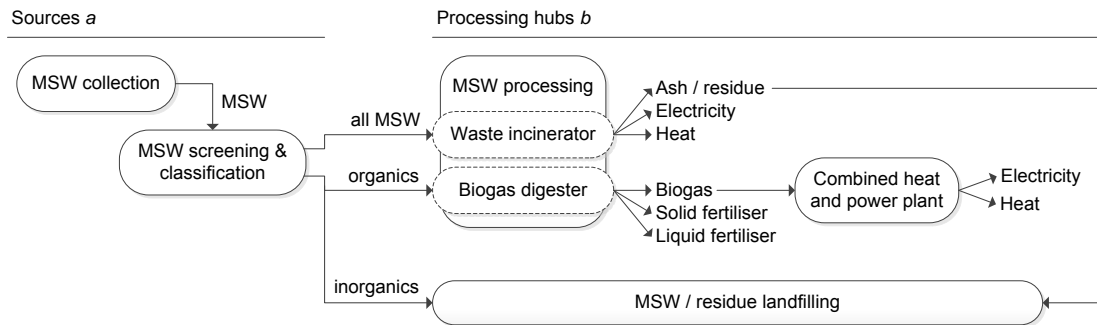 Sources a
Processing hubs b
MSW collection
MSW
MSW screening &
classification
all MSW
organics
inorganics
MSW processing
Waste incinerator
Biogas digester
Ash / residue
Electricity
Heat
Biogas
Solid fertiliser
Liquid fertiliser
Combined heat
and power plant
Electricity
Heat
MSW / residue landfilling